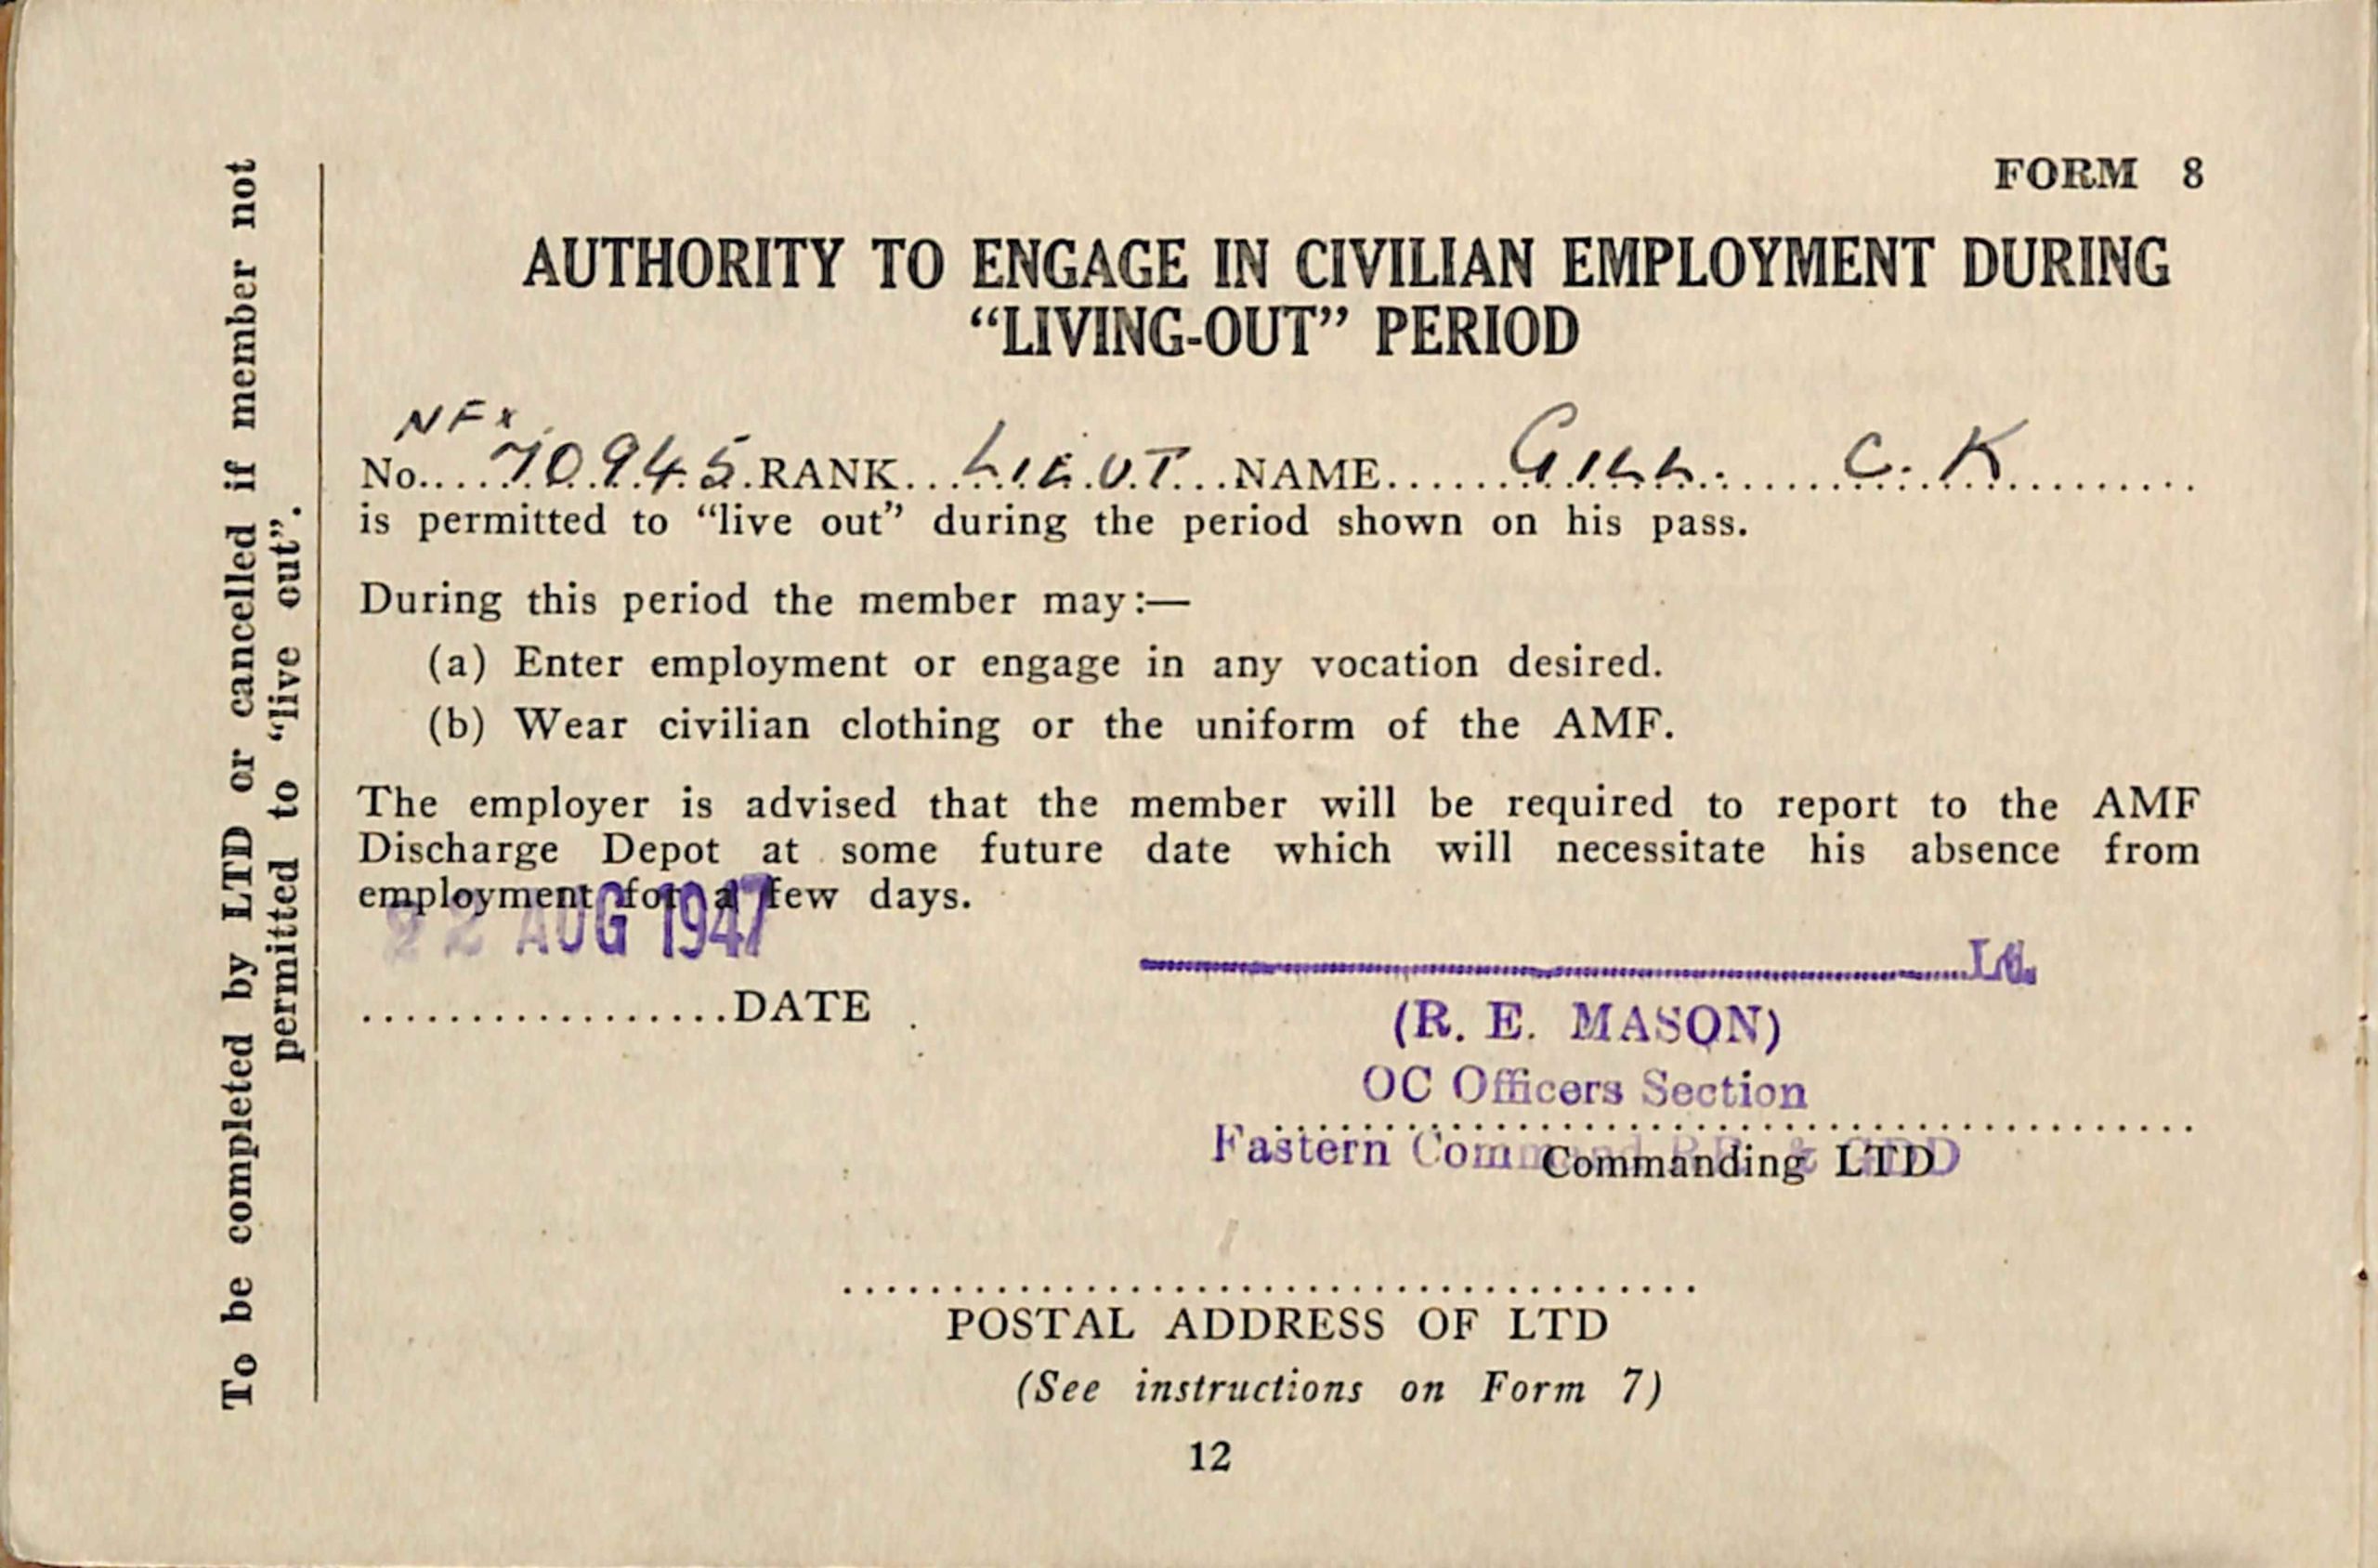 To be completed by LTD or cancelled if member not
permitted to “live out”.
FORM 8
AUTHORITY TO ENGAGE IN CIVILIAN EMPLOYMENT DURING
“LIVING-OUT” PERIOD
NFX
No.....70945.RANK...LIEUT...NAME......GILL......C. K..........
is permitted to “live out” during the period shown on his pass.
During this period the member may:—
(a) Enter employment or engage in any vocation desired.
(b) Wear civilian clothing or the uniform of the AMF.
The employer is advised that the member will be required to report to the AMF
Discharge Depot at some future date which will necessitate his absence from
employment for a few days.
22 AUG 1947
..................DATE
Lt.
(R. E. MASON)
OC Officers Section
Eastern Command & GDD
Commanding LTD
POSTAL ADDRESS OF LTD
(See instructions on Form 7)
12